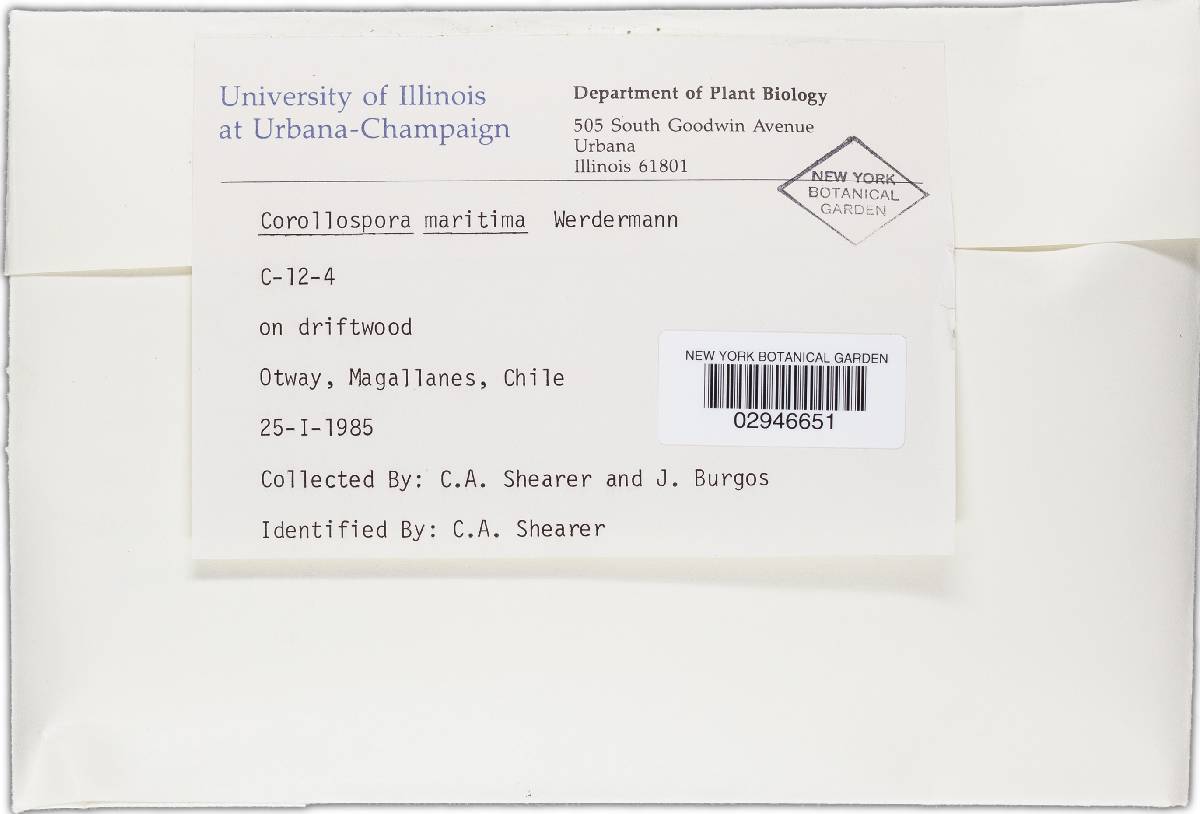 University of Illinois
at Urbana-Champaign
Department of Plant Biology
505 South Goodwin Avenue
Urbana
Illinois 61801
NEW YORK
BOTANICAL
GARDEN
Corollospora maritima Werdermann
C-12-4
on driftwood
Otway, Magallanes, Chile
25-I-1985
Collected By: C.A. Shearer and J. Burgos
Identified By: C.A. Shearer
NEW YORK BOTANICAL GARDEN
02946651